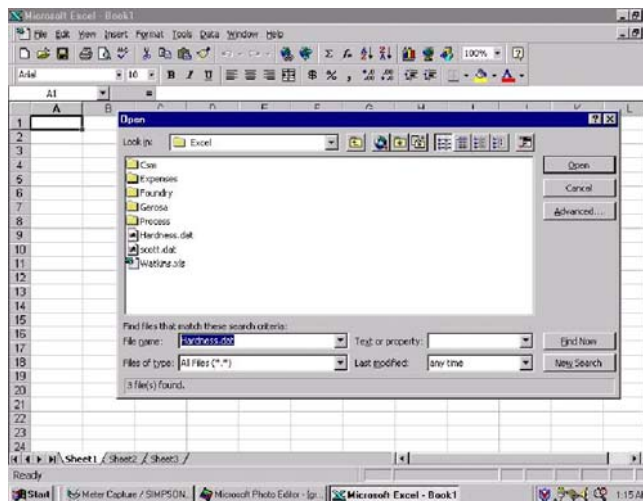 Microsoft Excel - Book1
File Edit View Insert Format Tools Data Window Help
100%
Arial 10 B I U $ % ,
A1 =
A B C D E F G H I J K L
Open
Look in: Excel
Csm
Expenses
Foundry
Gerosa
Process
Hardness.dat
scott.dat
Watkins.xls
Open
Cancel
Advanced...
Find files that match these search criteria:
File name: Hardness.dat Text or property: Find Now
Files of type: All Files (*.*) Last modified: any time New Search
3 file(s) found.
1
2
3
4
5
6
7
8
9
10
11
12
13
14
15
16
17
18
19
20
21
22
23
24
Sheet1 Sheet2 Sheet3
Ready
Start Meter Capture / SIMPSON... Microsoft Photo Editor - Microsoft Excel - Book1